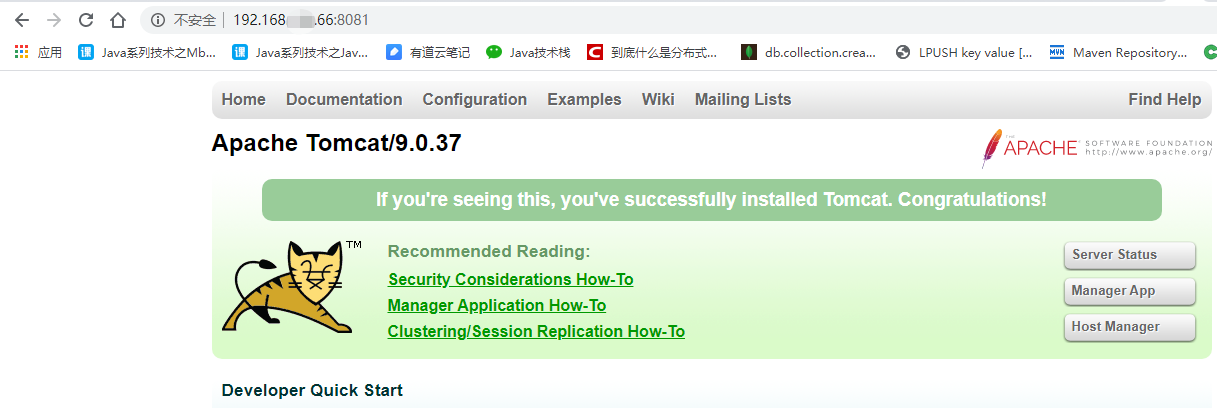 不安全 | 192.168 .66:8081
应用 Java系列技术之Mb... Java系列技术之Jav... 有道云笔记 Java技术栈 到底什么是分布式... db.collection.crea... LPUSH key value [... Maven Repository...
Home Documentation Configuration Examples Wiki Mailing Lists Find Help
Apache Tomcat/9.0.37
THE APACHE SOFTWARE FOUNDATION
http://www.apache.org/
If you're seeing this, you've successfully installed Tomcat. Congratulations!
TM
Recommended Reading:
Security Considerations How-To
Manager Application How-To
Clustering/Session Replication How-To
Server Status
Manager App
Host Manager
Developer Quick Start